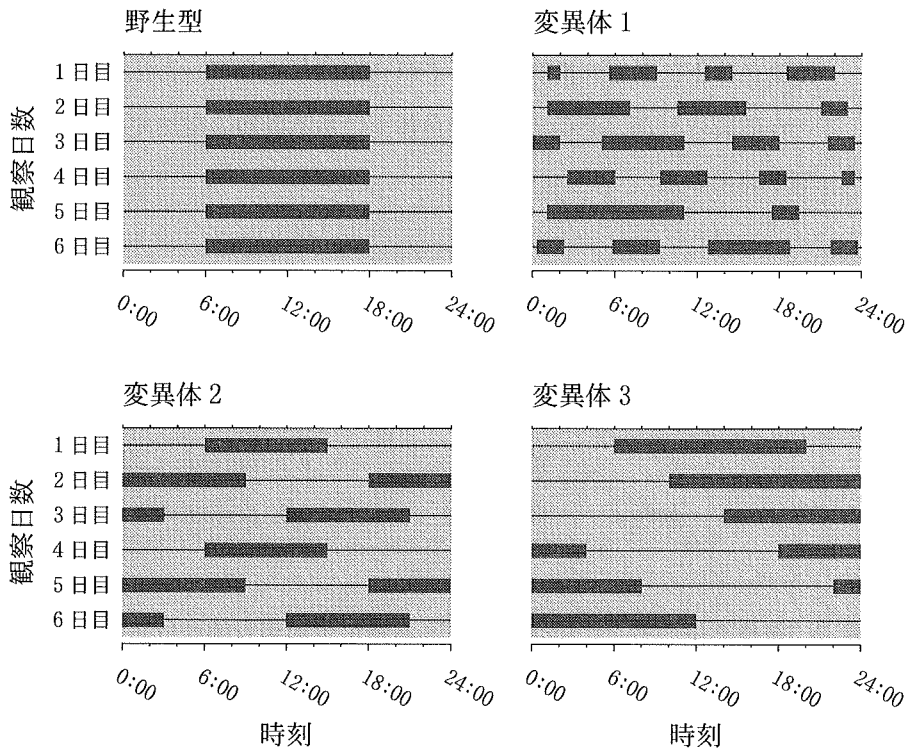 野生型
変異体 1
観察日数
1 日目
2 日目
3 日目
4 日目
5 日目
6 日目
0:00
6:00
12:00
18:00
24:00
0:00
6:00
12:00
18:00
24:00
変異体 2
変異体 3
観察日数
1 日目
2 日目
3 日目
4 日目
5 日目
6 日目
0:00
6:00
12:00
18:00
24:00
0:00
6:00
12:00
18:00
24:00
時刻
時刻